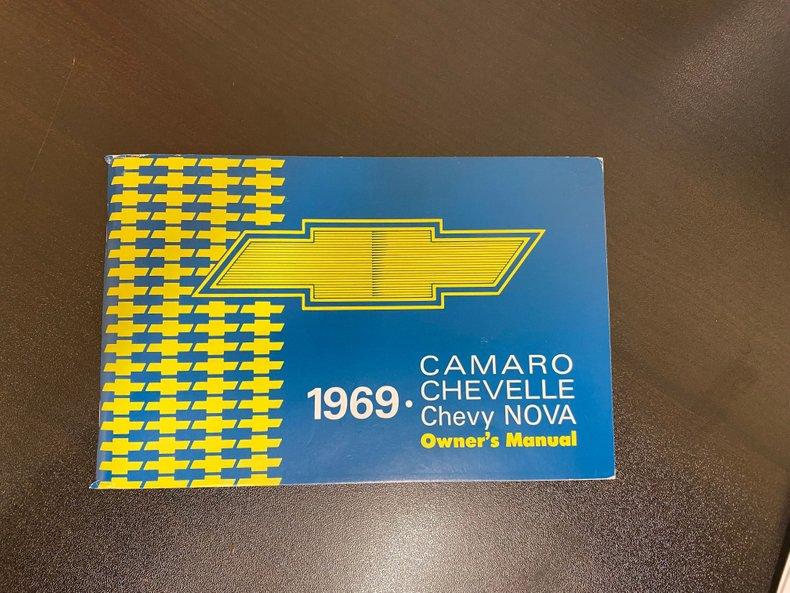 CAMARO
1969 • CHEVELLE
Chevy NOVA
Owner's Manual